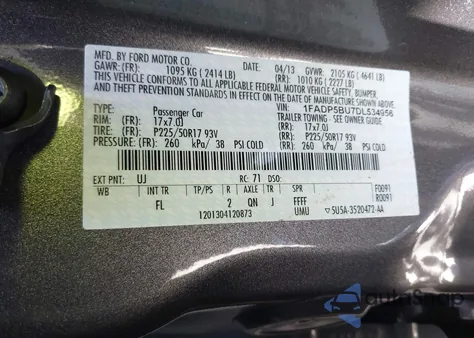 MFD. BY FORD MOTOR CO.
DATE: 04/13 GVWR: 2105 KG ( 4641 LB)
GAWR: (FR): 1095 KG ( 2414 LB) (RR): 1010 KG ( 2227 LB)
THIS VEHICLE CONFORMS TO ALL APPLICABLE FEDERAL MOTOR VEHICLE SAFETY, BUMPER,
AND THEFT PREVENTION STANDARDS IN EFFECT ON THE DATE OF MANUFACTURE SHOWN ABOVE.
VIN: 1FADP5BU7DL534956
Passenger Car TRAILER TOWING - SEE OWNER GUIDE
RIMS: (FR): 17x7.0J (RR): 17x7.0J
TIRE: (FR): P225/50R17 93V (RR): P225/50R17 93V
PRESSURE: (FR): 260 kPa/ 38 PSI COLD (RR): 260 kPa/ 38 PSI COLD
EXT PNT: UJ RC: 71 DSO: F0091
R0091
WB INT TR TP/PS R AXLE TR SPR
FL 2 QN J FFFF
1201304120873 UMU ▽5U5A-3520472-AA
autosnap